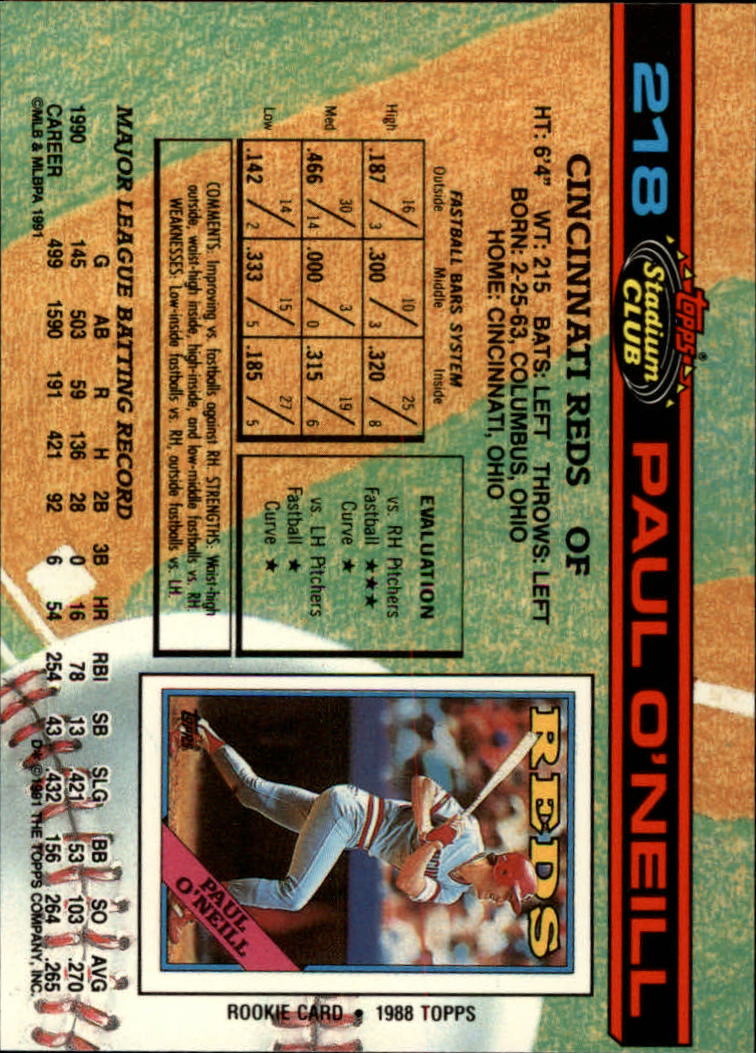 218
Topps®
Stadium
CLUB
PAUL O'NEILL
CINCINNATI REDS OF
HT: 6'4" WT: 215 BATS: LEFT THROWS: LEFT
BORN: 2-25-63, COLUMBUS, OHIO
HOME: CINCINNATI, OHIO
FASTBALL BARS SYSTEM
Outside Middle Inside
High .187 16/3 .300 10/3 .320 25/8
Med .466 30/14 .000 3/0 .315 19/6
Low .142 14/2 .333 15/5 .185 27/5
EVALUATION
vs. RH Pitchers
Fastball ★★★
Curve ★
vs. LH Pitchers
Fastball ★
Curve ★
COMMENTS: Improving vs. fastballs against RH. STRENGTHS: Waist-high
outside, waist-high inside, high-inside, and low-middle fastballs vs. RH.
WEAKNESSES: Low-inside fastballs vs. RH, outside fastballs vs. LH.
MAJOR LEAGUE BATTING RECORD
G AB R H 2B 3B HR RBI SB SLG BB SO AVG
1990 145 503 59 136 28 0 16 78 13 .421 53 103 .270
CAREER 499 1590 191 421 92 6 54 254 43 .432 156 264 .265
©MLB & MLBPA 1991
D* ©1991 THE TOPPS COMPANY, INC.
REDS
TOPPS
PAUL
O'NEILL
ROOKIE CARD • 1988 TOPPS